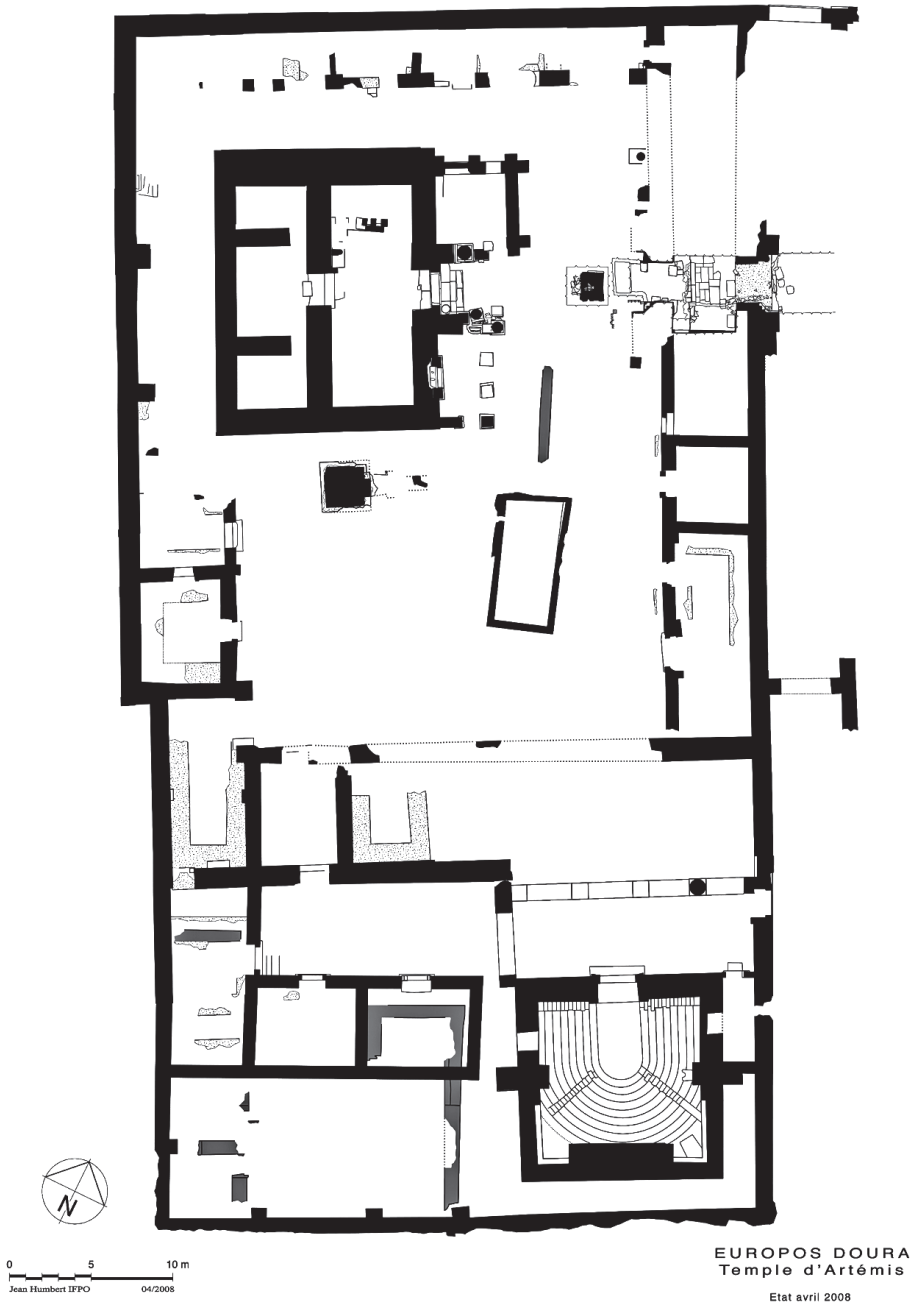 N
0 5 10 m
Jean Humbert IFPO 04/2008
EUROPOS DOURA
Temple d'Artémis
Etat avril 2008